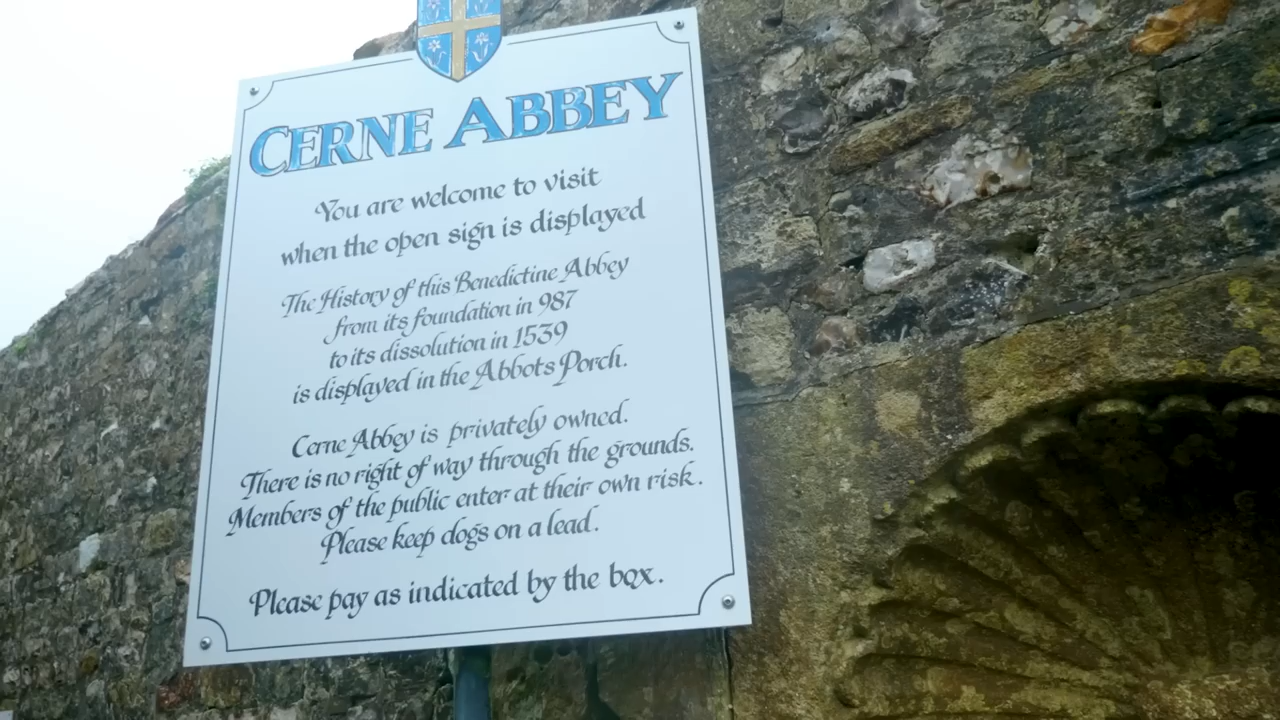 CERNE ABBEY
You are welcome to visit
when the open sign is displayed
The History of this Benedictine Abbey
from its foundation in 987
to its dissolution in 1539
is displayed in the Abbots Porch.
Cerne Abbey is privately owned.
There is no right of way through the grounds.
Members of the public enter at their own risk.
Please keep dogs on a lead.
Please pay as indicated by the box.